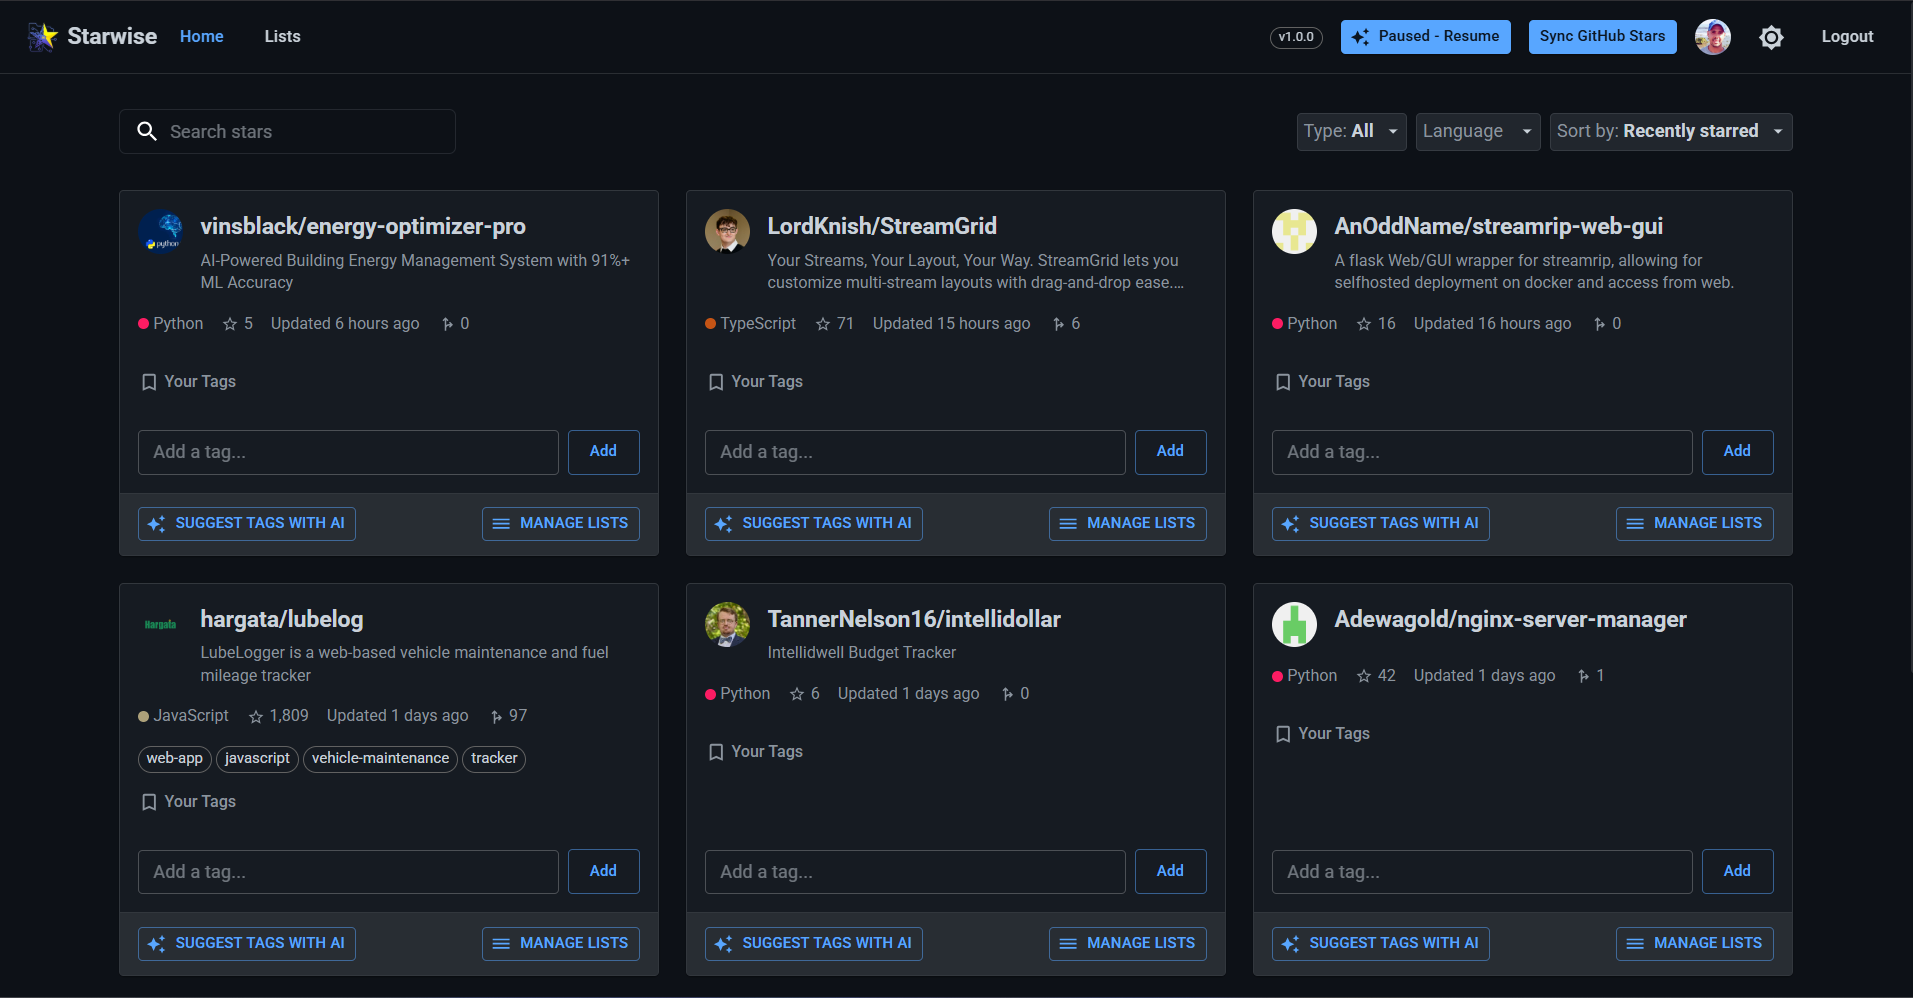 Starwise Home Lists v1.0.0 Paused - Resume Sync GitHub Stars Logout
Search stars Type: All Language Sort by: Recently starred
python
vinsblack/energy-optimizer-pro
AI-Powered Building Energy Management System with 91%+
ML Accuracy
Python 5 Updated 6 hours ago 0
Your Tags
Add a tag... Add
SUGGEST TAGS WITH AI MANAGE LISTS
LordKnish/StreamGrid
Your Streams, Your Layout, Your Way. StreamGrid lets you
customize multi-stream layouts with drag-and-drop ease....
TypeScript 71 Updated 15 hours ago 6
Your Tags
Add a tag... Add
SUGGEST TAGS WITH AI MANAGE LISTS
AnOddName/streamrip-web-gui
A flask Web/GUI wrapper for streamrip, allowing for
selfhosted deployment on docker and access from web.
Python 16 Updated 16 hours ago 0
Your Tags
Add a tag... Add
SUGGEST TAGS WITH AI MANAGE LISTS
Hargata
hargata/lubelog
LubeLogger is a web-based vehicle maintenance and fuel
mileage tracker
JavaScript 1,809 Updated 1 days ago 97
web-app javascript vehicle-maintenance tracker
Your Tags
Add a tag... Add
SUGGEST TAGS WITH AI MANAGE LISTS
TannerNelson16/intellidollar
Intellidwell Budget Tracker
Python 6 Updated 1 days ago 0
Your Tags
Add a tag... Add
SUGGEST TAGS WITH AI MANAGE LISTS
Adewagold/nginx-server-manager
Python 42 Updated 1 days ago 1
Your Tags
Add a tag... Add
SUGGEST TAGS WITH AI MANAGE LISTS